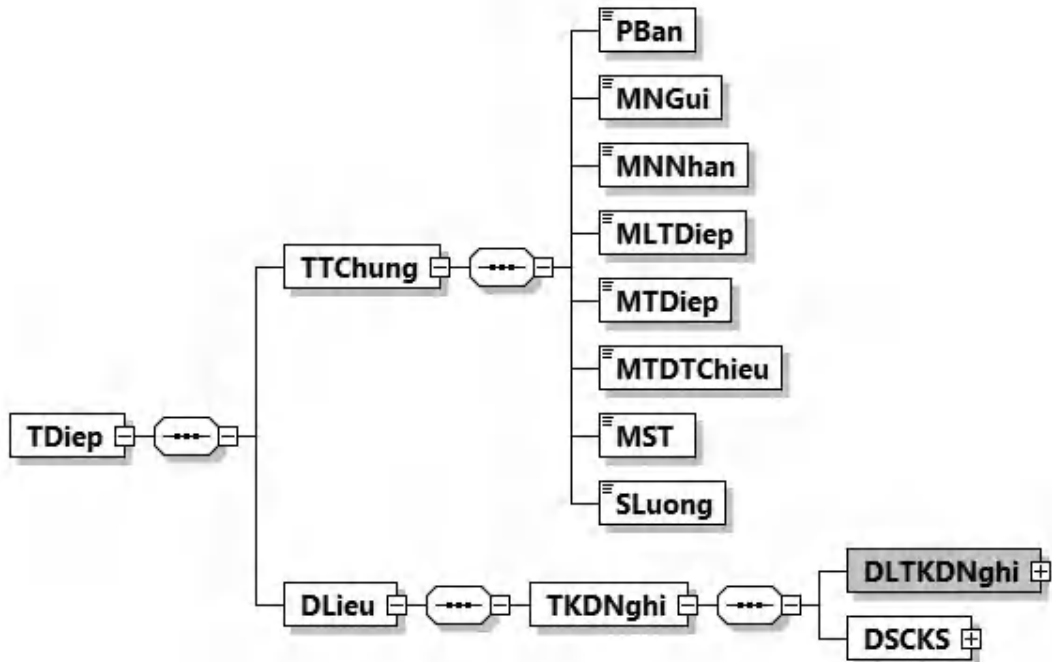 PBan
MNGui
MNNhan
MLTDiep
TTChung
MTDiep
MTDTChieu
TDiep
MST
SLuong
DLTKDNghi
DLieu
TKDNghi
DSCKS